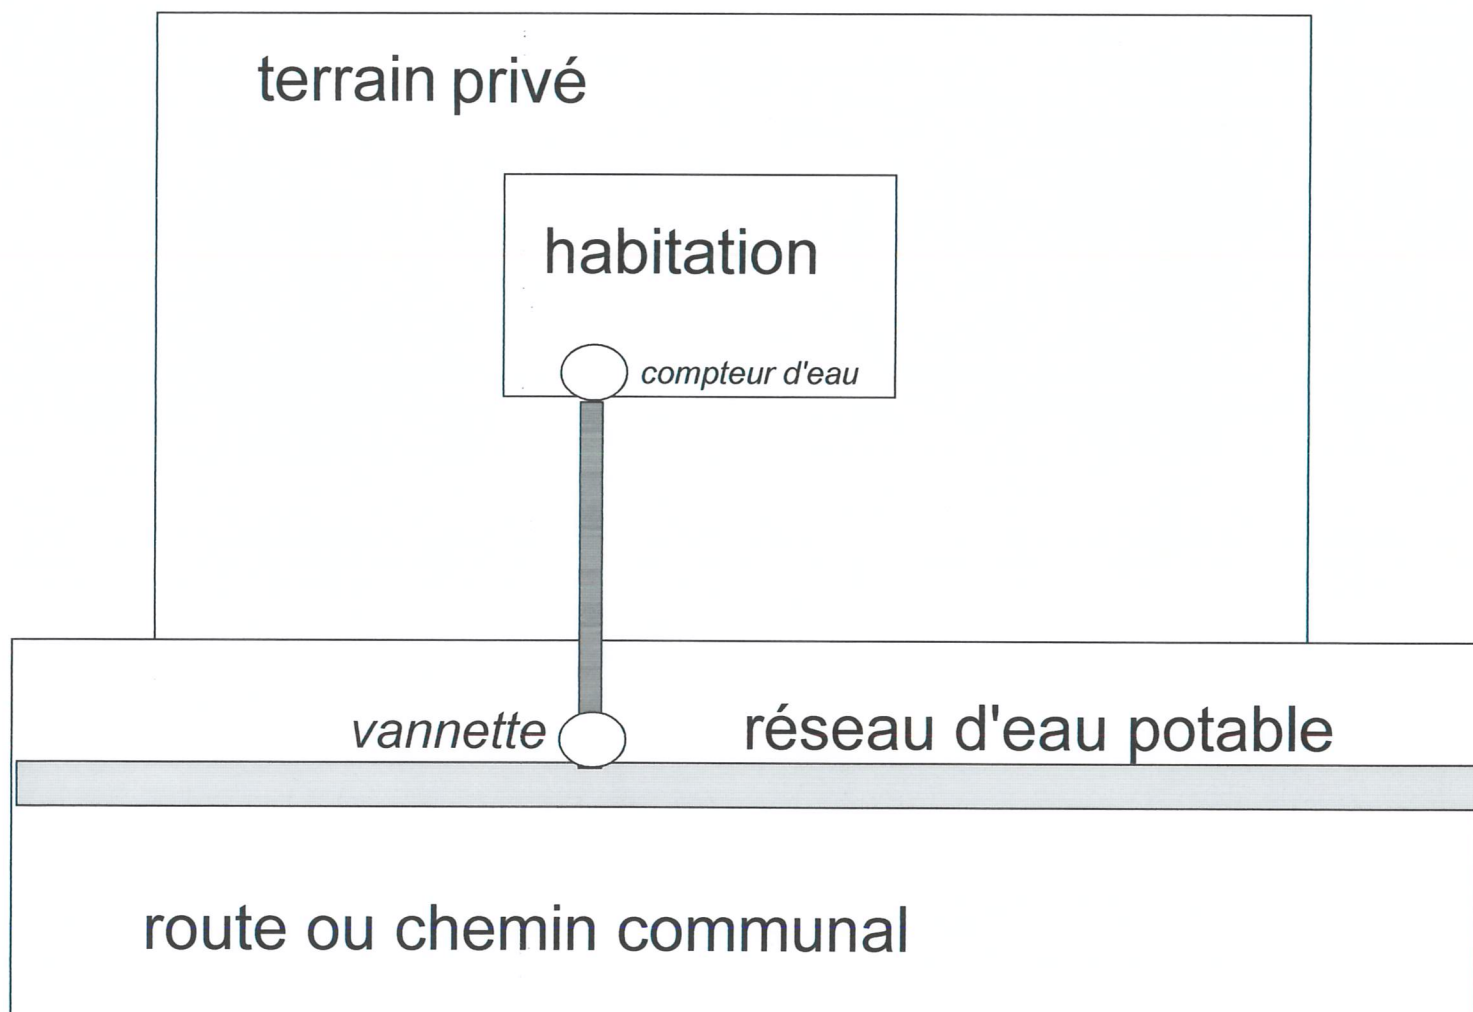 terrain privé
habitation
compteur d'eau
vannette
réseau d'eau potable
route ou chemin communal